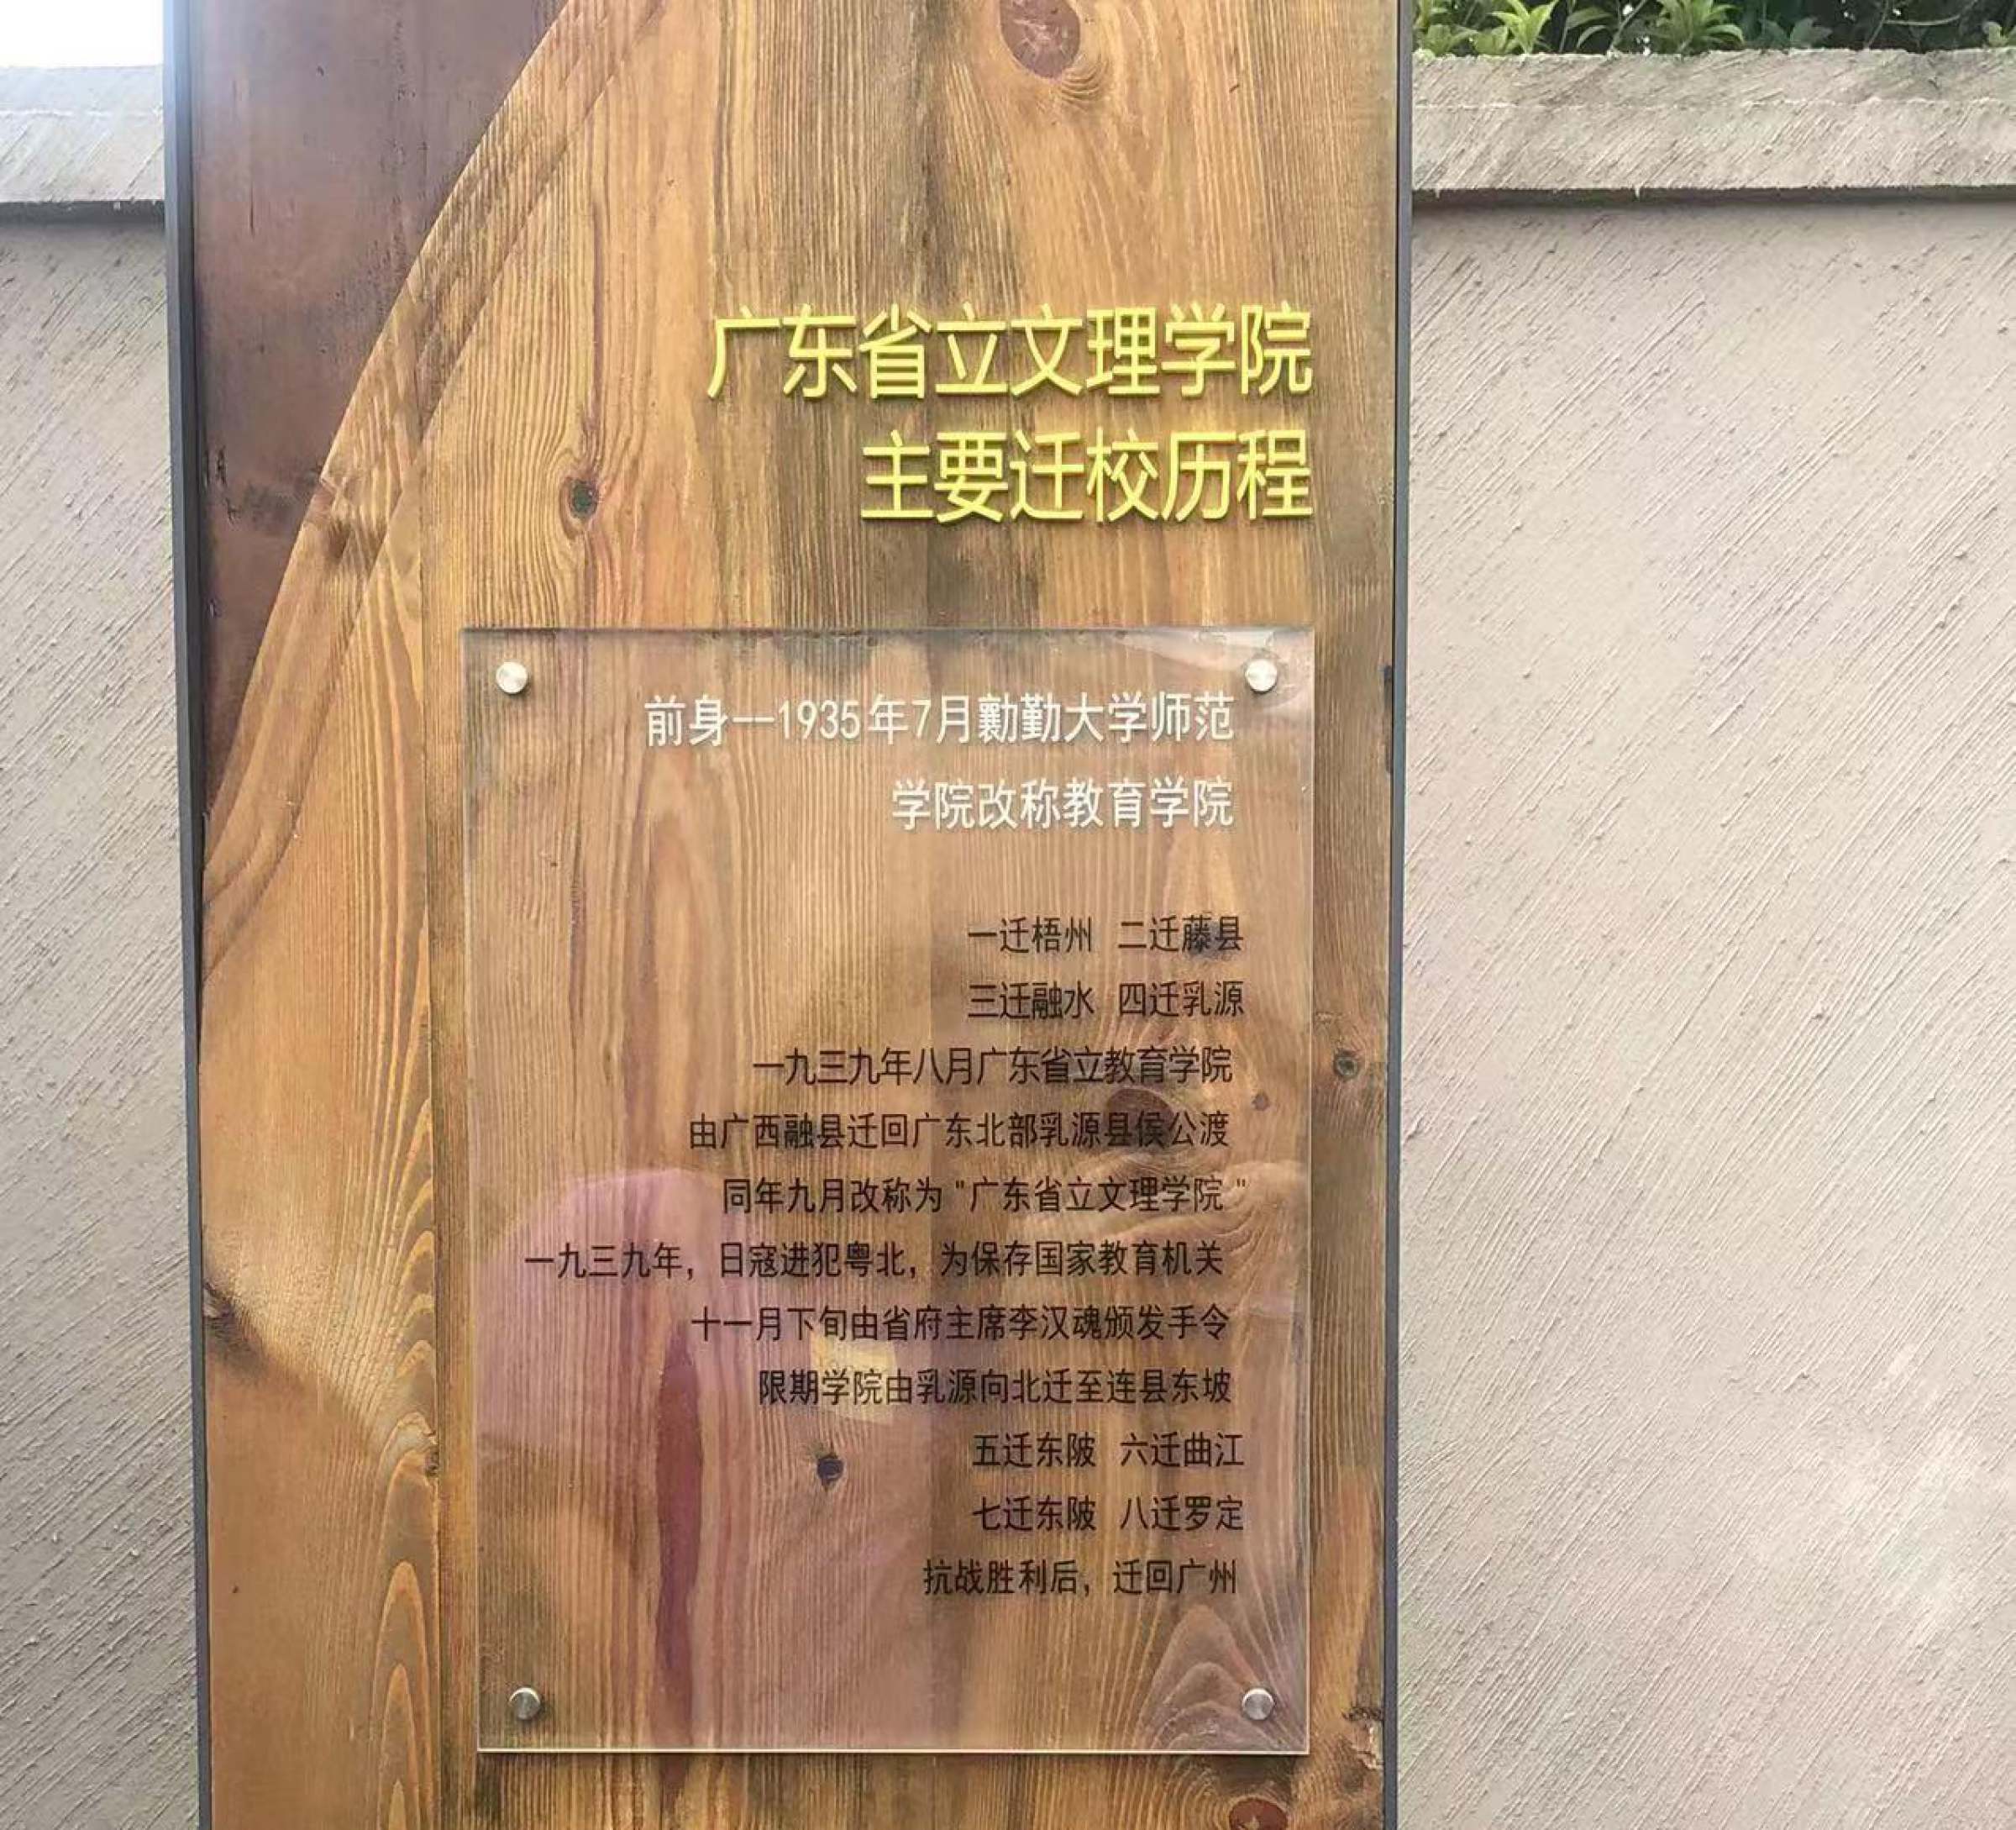 广东省立文理学院
主要迁校历程
前身--1935年7月勷勤大学师范
学院改称教育学院
一迁梧州 二迁藤县
三迁融水 四迁乳源
一九三九年八月广东省立教育学院
由广西融县迁回广东北部乳源县侯公渡
同年九月改称为"广东省立文理学院"
一九三九年，日寇进犯粤北，为保存国家教育机关
十一月下旬由省府主席李汉魂颁发手令
限期学院由乳源向北迁至连县东坡
五迁东陂 六迁曲江
七迁东陂 八迁罗定
抗战胜利后，迁回广州